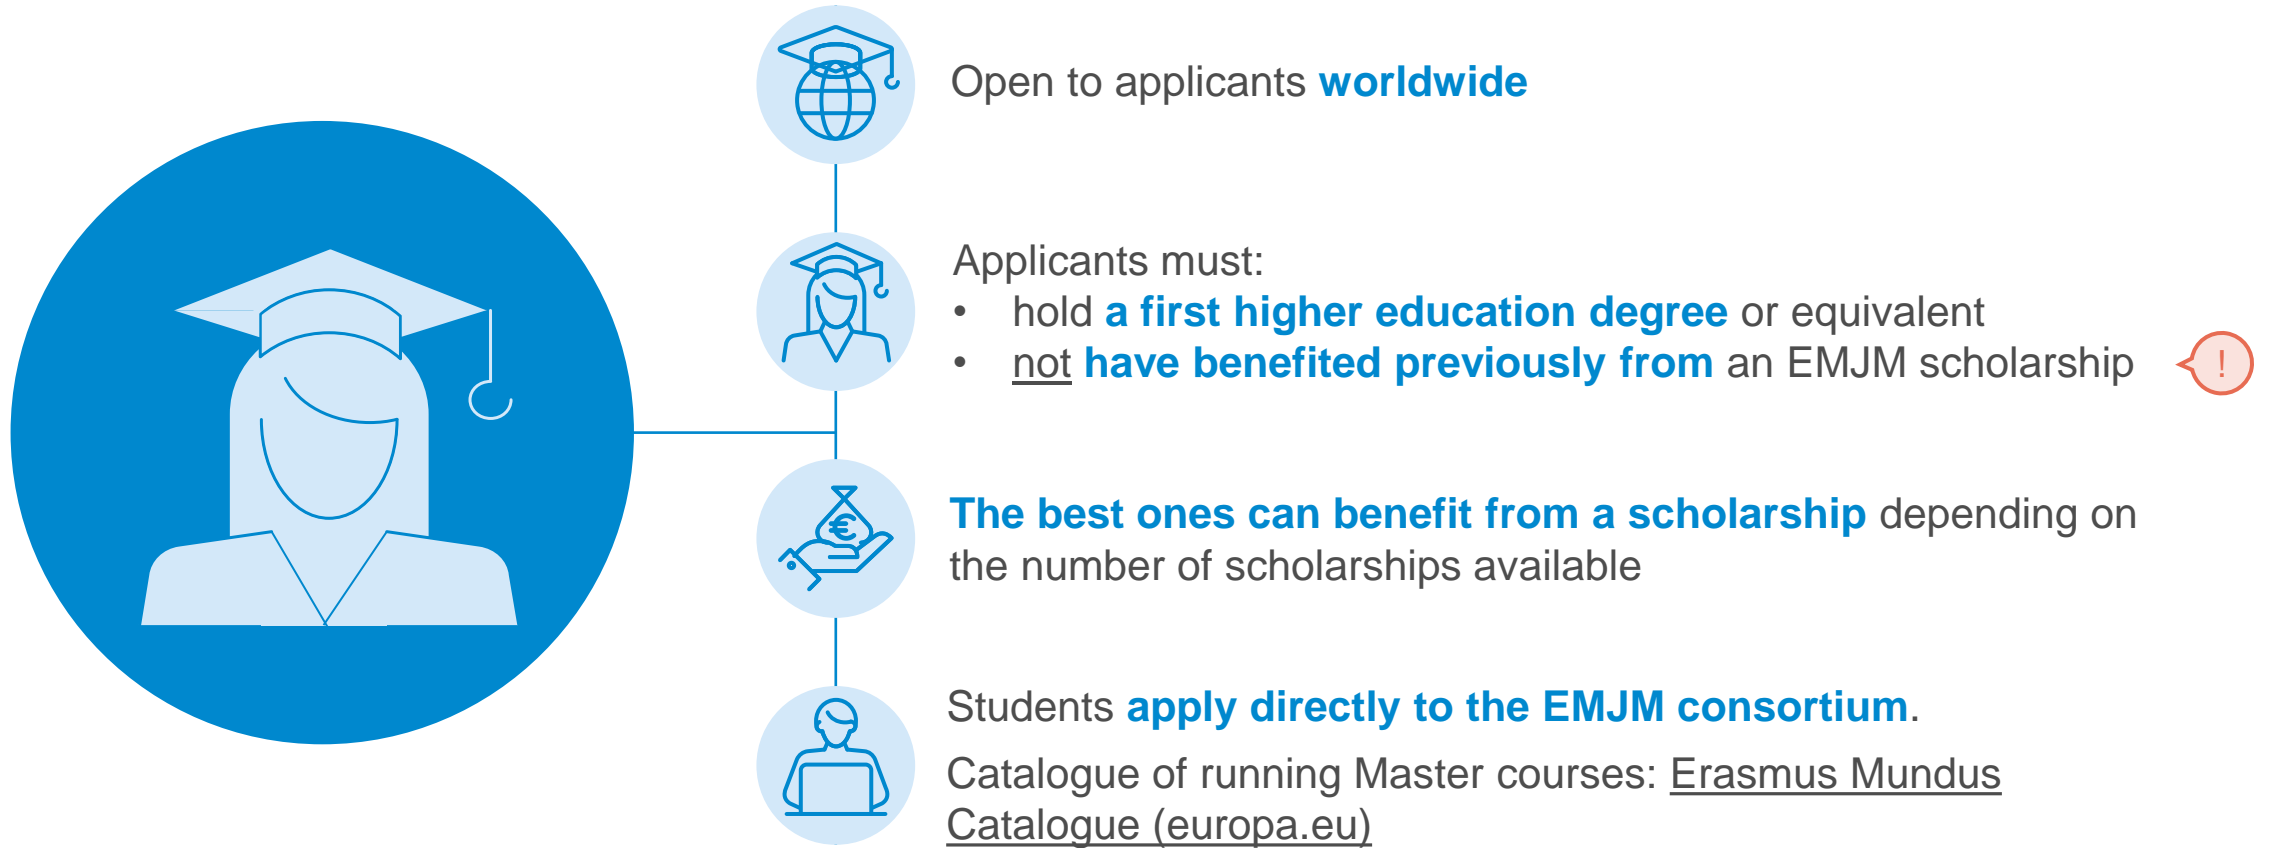 Open to applicants worldwide
Applicants must:
• hold a first higher education degree or equivalent
• not have benefited previously from an EMJM scholarship
!
€
The best ones can benefit from a scholarship depending on
the number of scholarships available
Students apply directly to the EMJM consortium.
Catalogue of running Master courses: Erasmus Mundus
Catalogue (europa.eu)